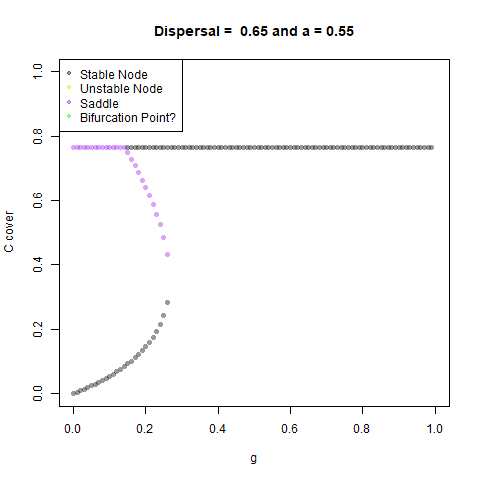 Dispersal =  0.65 and a = 0.55
Stable Node
Unstable Node
Saddle
Bifurcation Point?
C cover
1.0
0.8
0.6
0.4
0.2
0.0
0.0 0.2 0.4 0.6 0.8 1.0
g